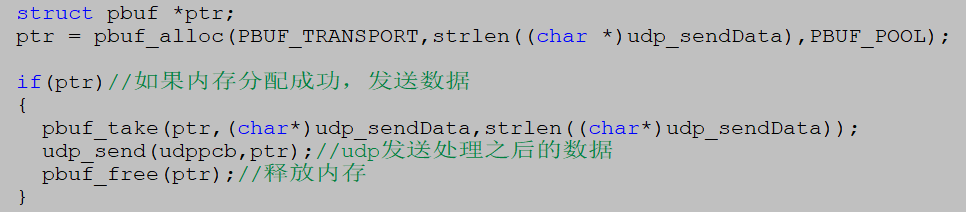 struct pbuf *ptr;
ptr = pbuf_alloc(PBUF_TRANSPORT,strlen((char *)udp_sendData),PBUF_POOL);
if(ptr)//如果内存分配成功，发送数据
{
pbuf_take(ptr,(char*)udp_sendData,strlen((char*)udp_sendData));
udp_send(udppcb,ptr);//udp发送处理之后的数据
pbuf_free(ptr);//释放内存
}